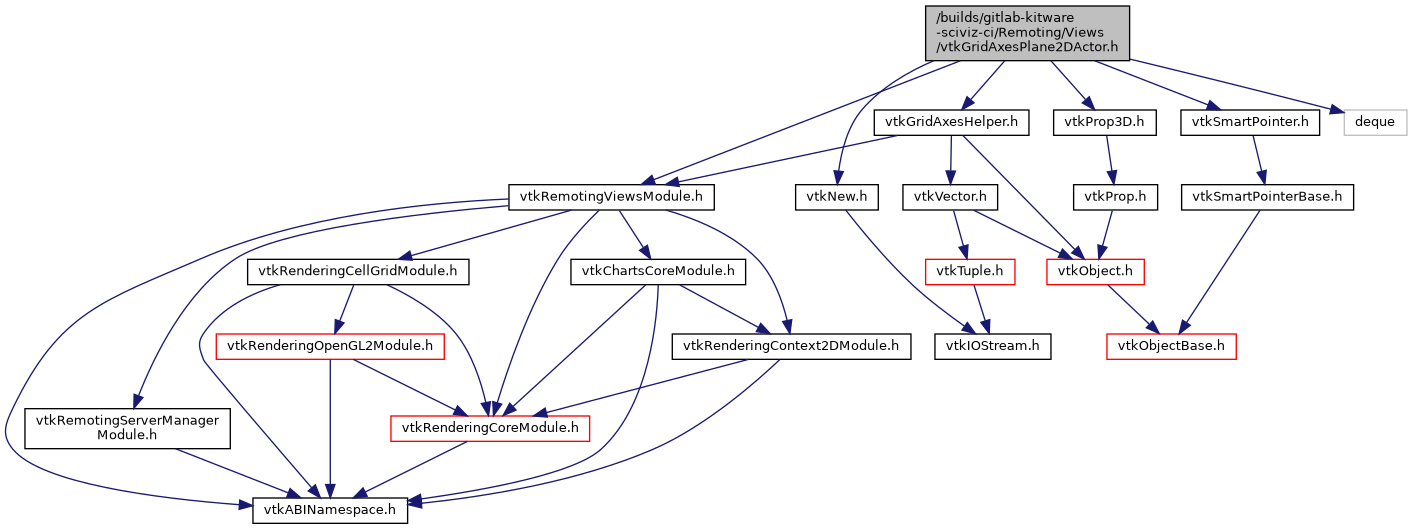 /builds/gitlab-kitware
-sciviz-ci/Remoting/Views
/vtkGridAxesPlane2DActor.h
vtkGridAxesHelper.h
vtkProp3D.h
vtkSmartPointer.h
deque
vtkRemotingViewsModule.h
vtkNew.h
vtkVector.h
vtkProp.h
vtkSmartPointerBase.h
vtkRenderingCellGridModule.h
vtkChartsCoreModule.h
vtkTuple.h
vtkObject.h
vtkRenderingOpenGL2Module.h
vtkRenderingContext2DModule.h
vtkIOStream.h
vtkObjectBase.h
vtkRemotingServerManager
Module.h
vtkRenderingCoreModule.h
vtkABINamespace.h